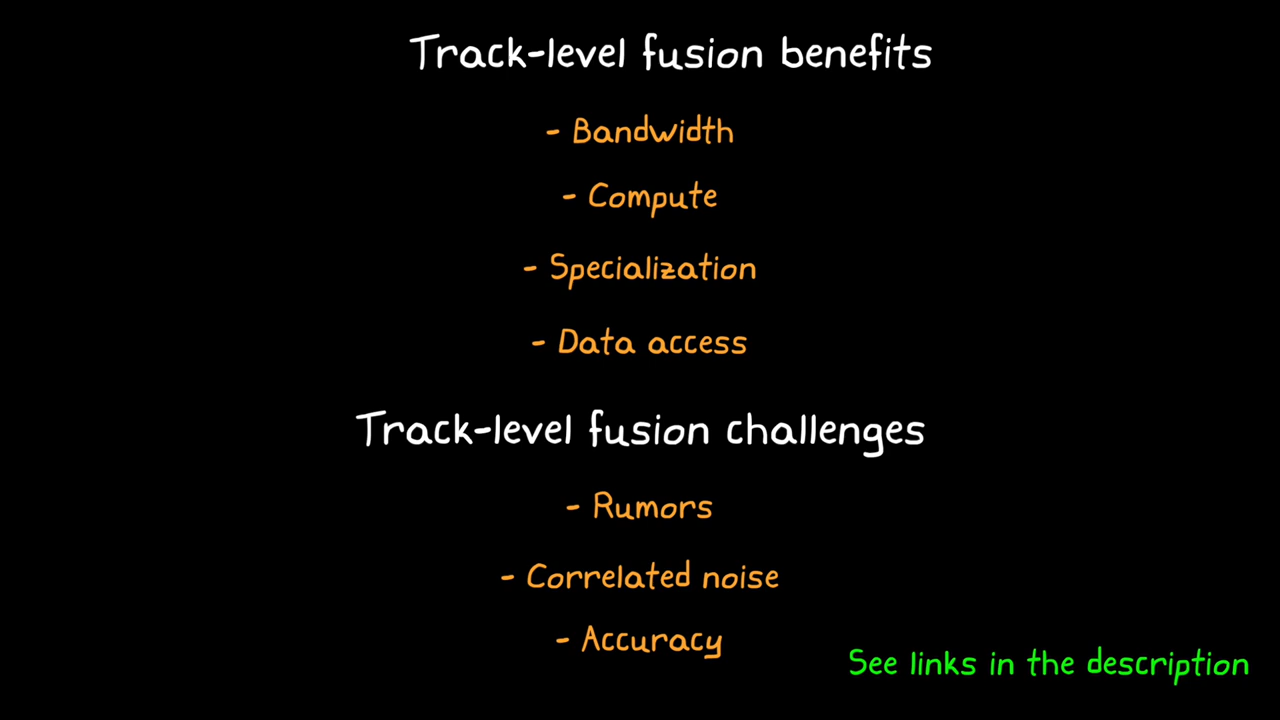 Track-level fusion benefits
- Bandwidth
- Compute
- Specialization
- Data access
Track-level fusion challenges
- Rumors
- Correlated noise
- Accuracy
See links in the description